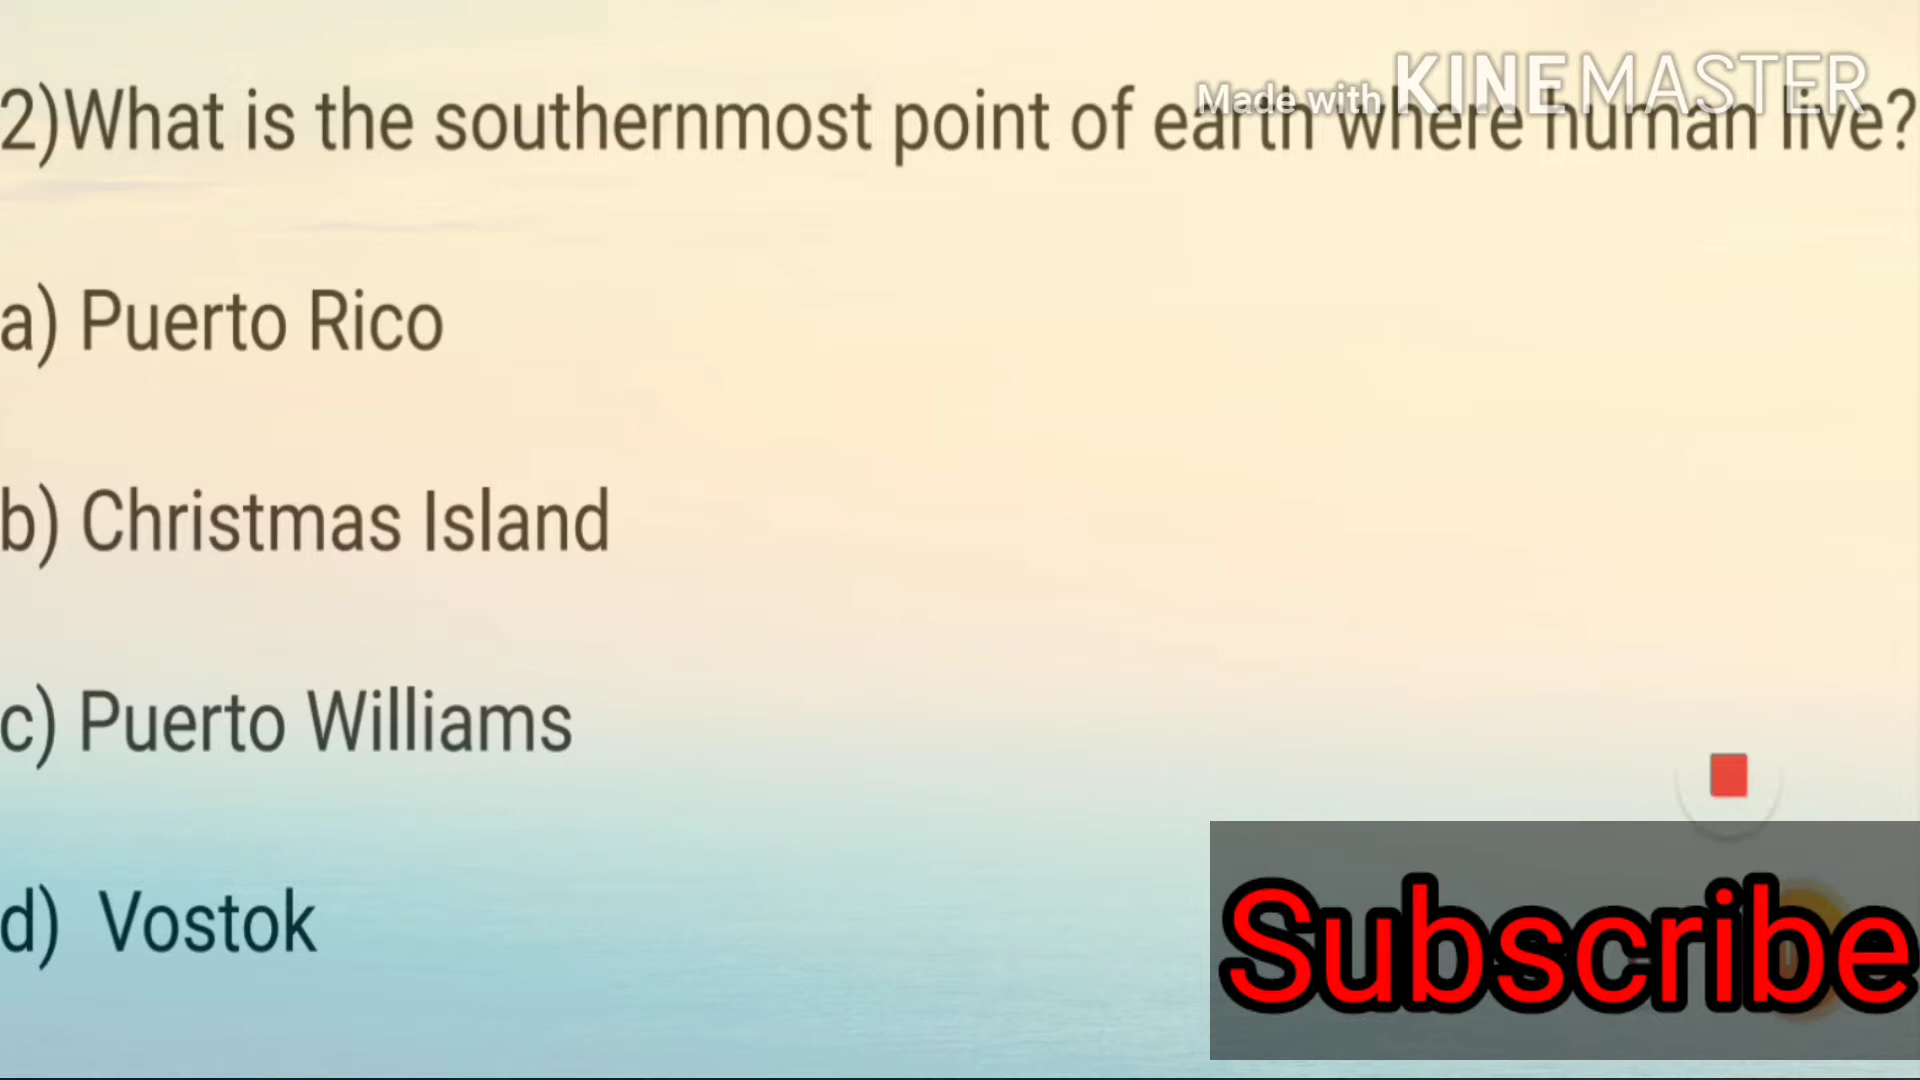 Made with KINEMASTER
2)What is the southernmost point of earth where human live?
a) Puerto Rico
b) Christmas Island
c) Puerto Williams
d) Vostok
Subscribe